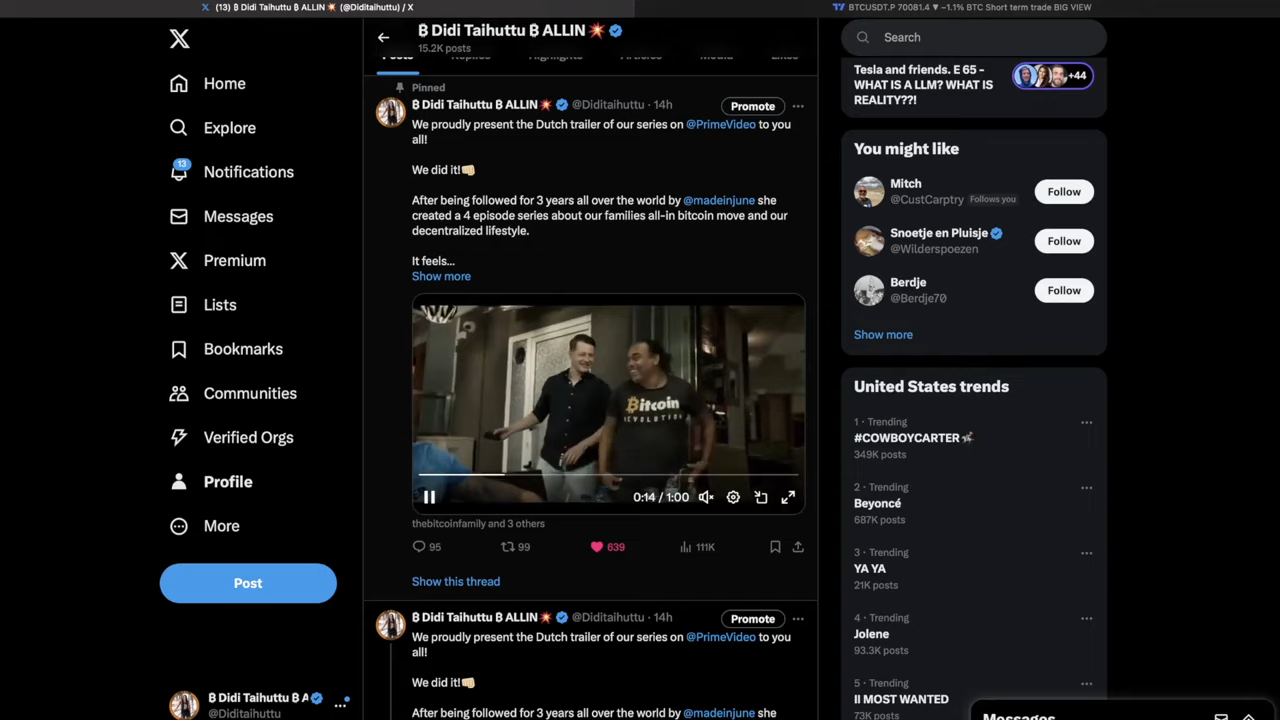 (13) ₿ Didi Taihuttu ₿ ALLIN💥 (@Diditaihuttu) / X
BTCUSDT.P 70081.4 ▼ −1.1% BTC Short term trade BIG VIEW
Home
Explore
13
Notifications
Messages
Premium
Lists
Bookmarks
Communities
Verified Orgs
Profile
More
Post
₿ Didi Taihuttu ₿ A
@Diditaihuttu
₿ Didi Taihuttu ₿ ALLIN💥
15.2K posts
Posts Replies Highlights Articles Media Likes
Pinned
₿ Didi Taihuttu ₿ ALLIN💥 @Diditaihuttu · 14h
Promote
We proudly present the Dutch trailer of our series on @PrimeVideo to you
all!
We did it!👊🏼
After being followed for 3 years all over the world by @madeinjune she
created a 4 episode series about our families all-in bitcoin move and our
decentralized lifestyle.
It feels...
Show more
Bitcoin
REVOLUTION
0:14 / 1:00
thebitcoinfamily and 3 others
95 99 639 111K
Show this thread
₿ Didi Taihuttu ₿ ALLIN💥 @Diditaihuttu · 14h
Promote
We proudly present the Dutch trailer of our series on @PrimeVideo to you
all!
We did it!👊🏼
After being followed for 3 years all over the world by @madeinjune she
Search
Tesla and friends. E 65 -
WHAT IS A LLM? WHAT IS
REALITY??!
+44
You might like
Mitch
@CustCarptry Follows you
Follow
Snoetje en Pluisje
@Wilderspoezen
Follow
Berdje
@Berdje70
Follow
Show more
United States trends
1 · Trending
#COWBOYCARTER
349K posts
2 · Trending
Beyoncé
687K posts
3 · Trending
YA YA
21K posts
4 · Trending
Jolene
93.3K posts
5 · Trending
II MOST WANTED
73K posts
Messages